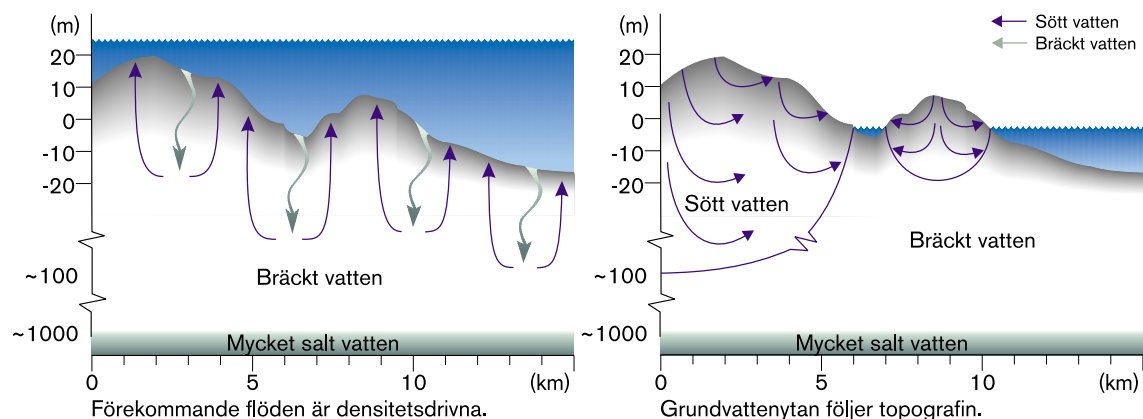 (m)
20
10
0
-10
-20
~100
~1000
Bräckt vatten
Mycket salt vatten
0
5
10
(km)
Förekommande flöden är densitetsdrivna.
(m)
20
10
0
-10
-20
~100
~1000
Sött vatten
Bräckt vatten
Sött vatten
Bräckt vatten
Mycket salt vatten
0
5
10
(km)
Grundvattenytan följer topografin.